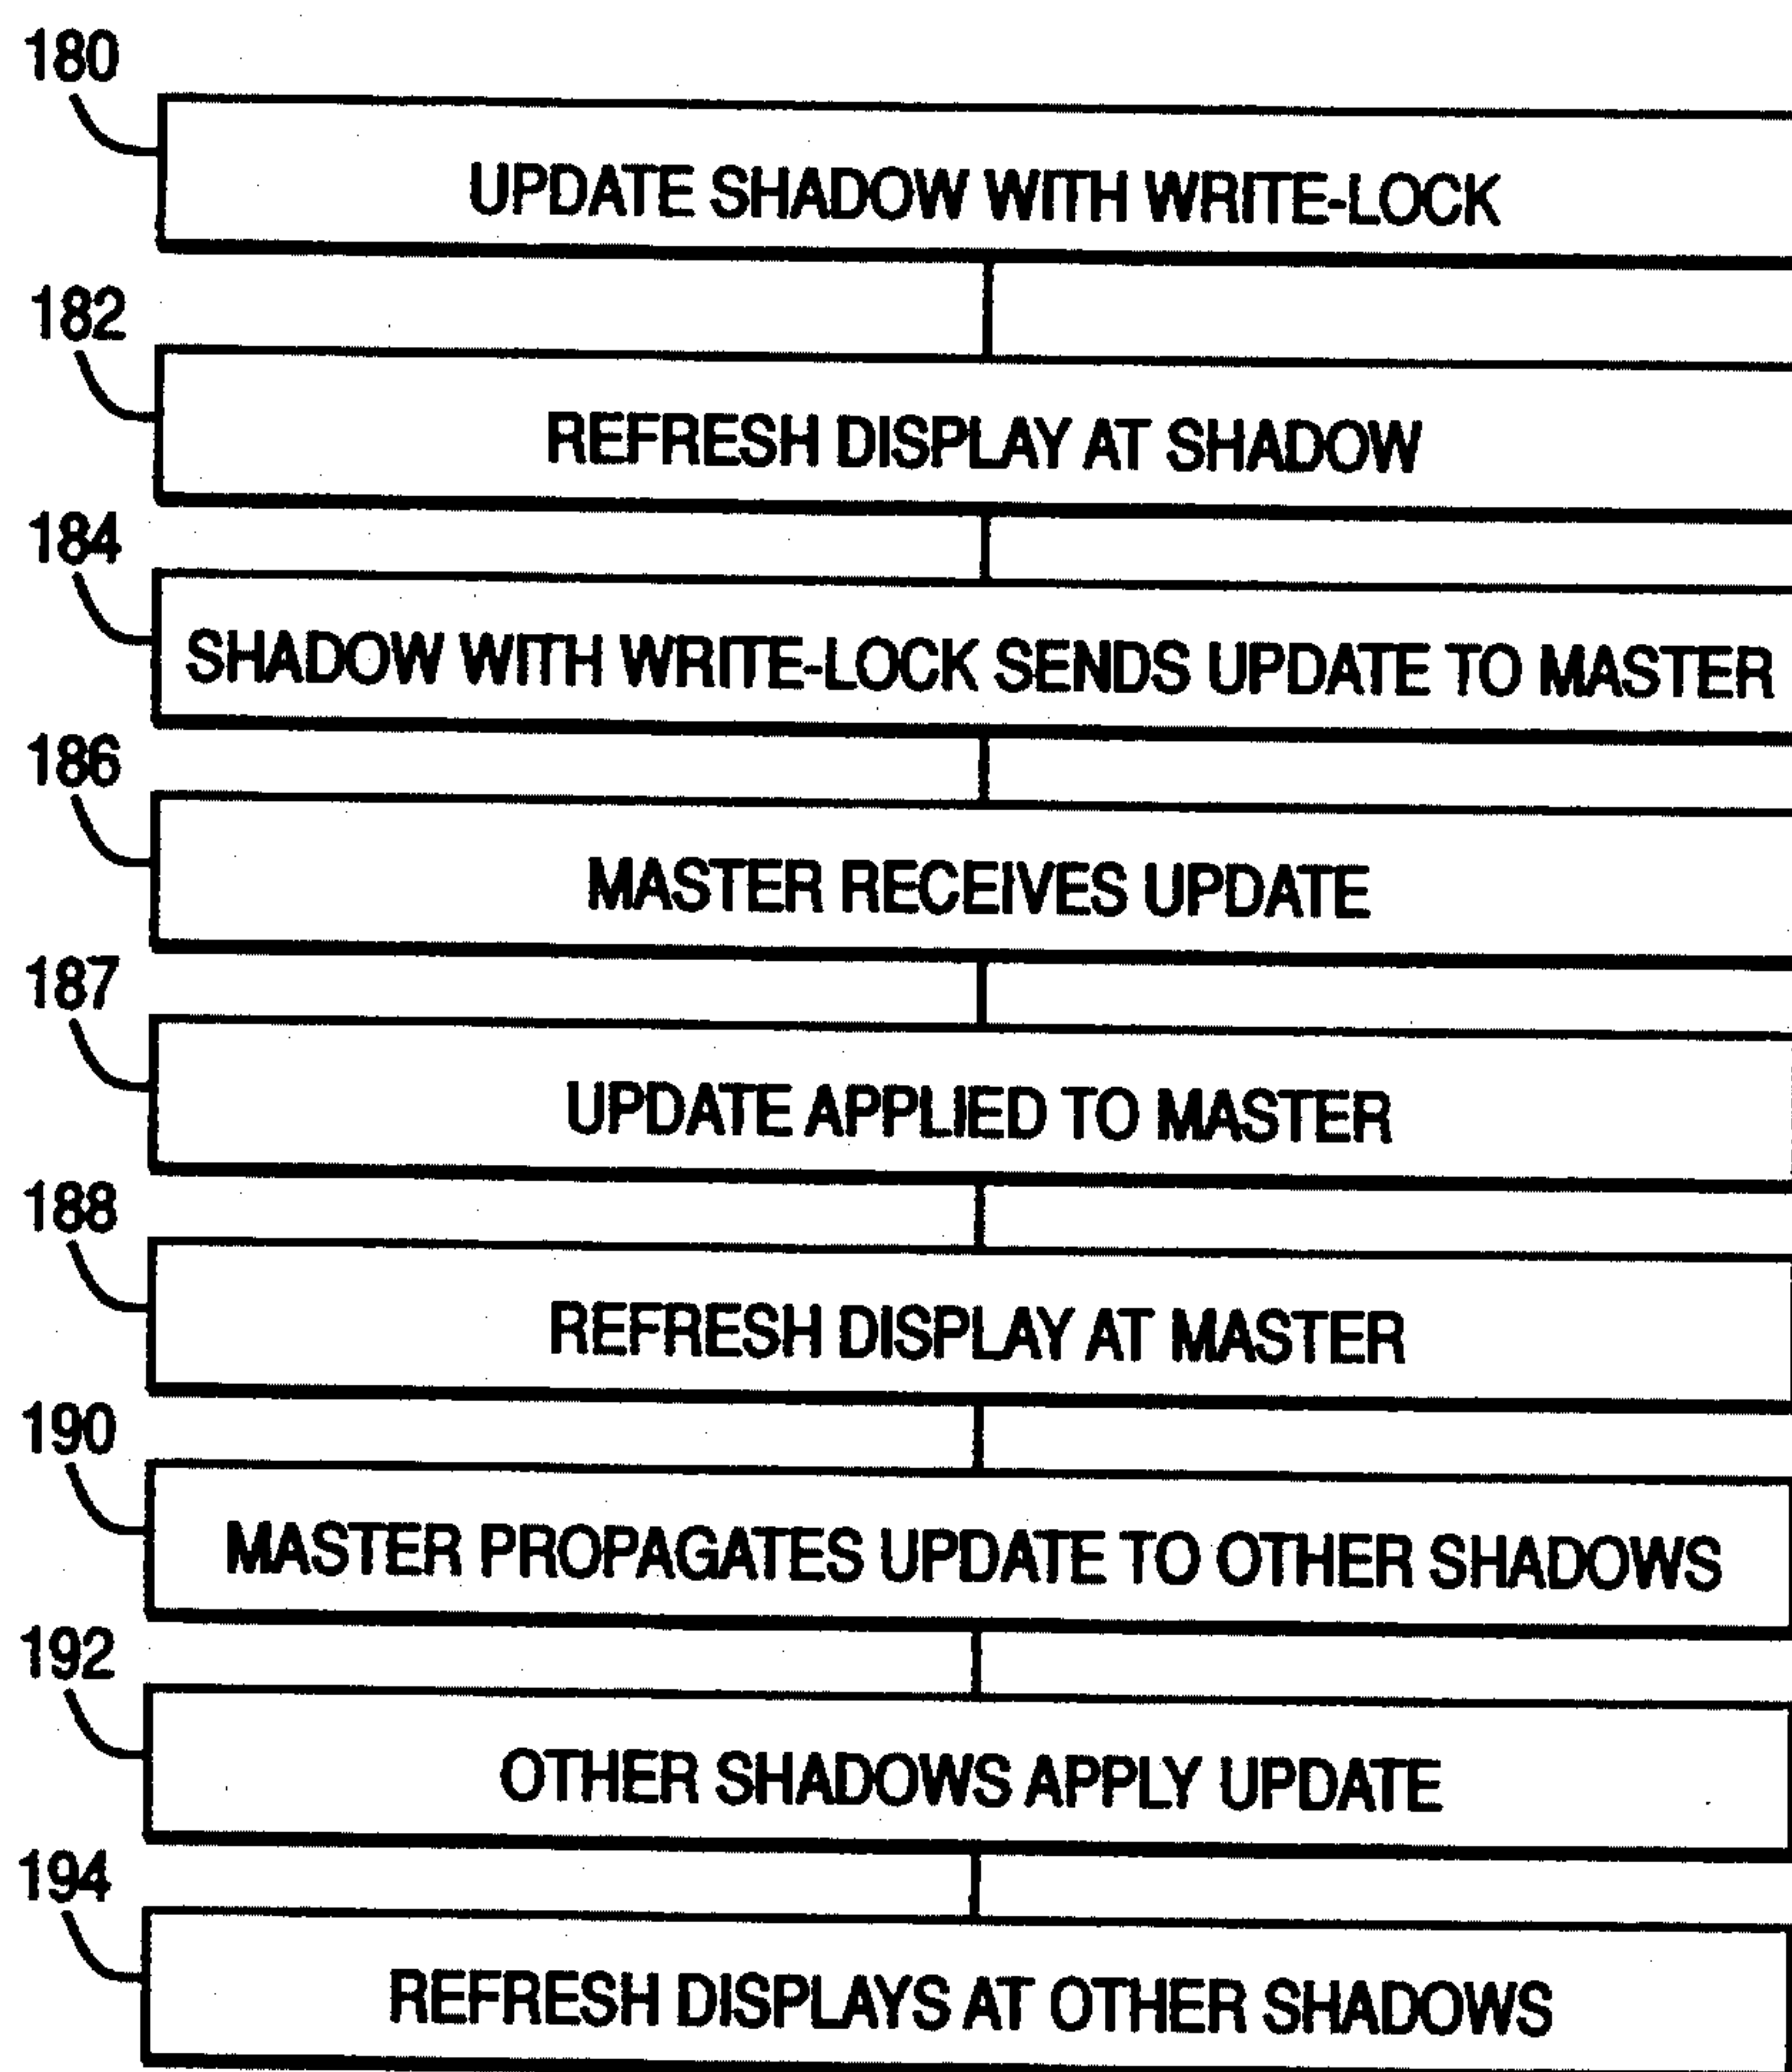 180
UPDATE SHADOW WITH WRITE-LOCK
182
REFRESH DISPLAY AT SHADOW
184
SHADOW WITH WRITE-LOCK SENDS UPDATE TO MASTER
186
MASTER RECEIVES UPDATE
187
UPDATE APPLIED TO MASTER
188
REFRESH DISPLAY AT MASTER
190
MASTER PROPAGATES UPDATE TO OTHER SHADOWS
192
OTHER SHADOWS APPLY UPDATE
194
REFRESH DISPLAYS AT OTHER SHADOWS